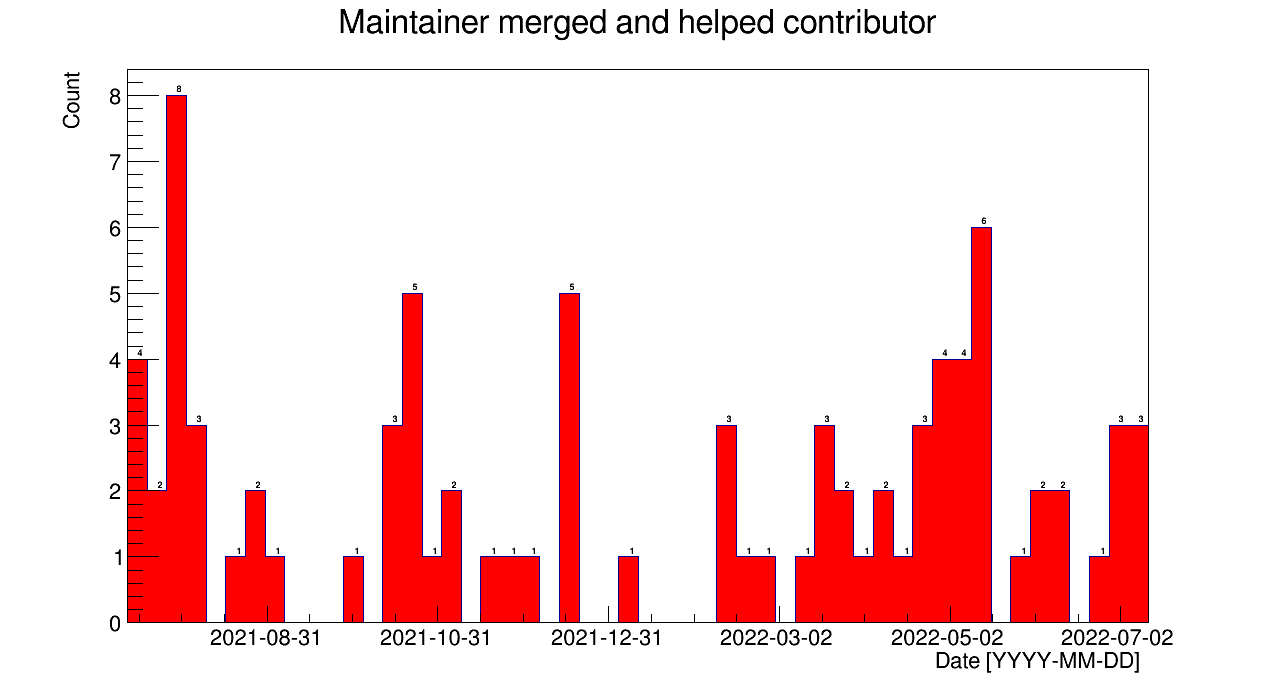 Maintainer merged and helped contributor
Count
8
7
6
5
4
3
2
1
0
4 2 8 3 1 2 1 1 3 5 1 2 1 1 1 5 1 3 1 1 1 3 2 1 2 1 3 4 4 6 1 2 2 1 3 3
2021-08-31 2021-10-31 2021-12-31 2022-03-02 2022-05-02 2022-07-02
Date [YYYY-MM-DD]